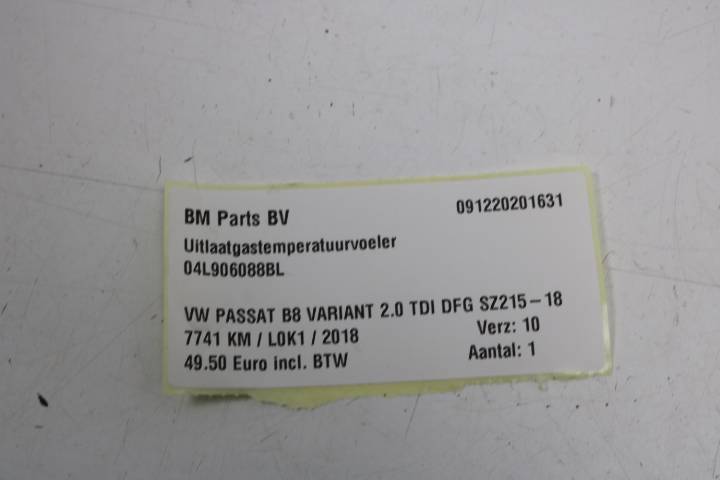 BM Parts BV 091220201631
Uitlaatgastemperatuurvoeler
04L906088BL
VW PASSAT B8 VARIANT 2.0 TDI DFG SZ215-18
7741 KM / L0K1 / 2018 Verz: 10
49.50 Euro incl. BTW Aantal: 1